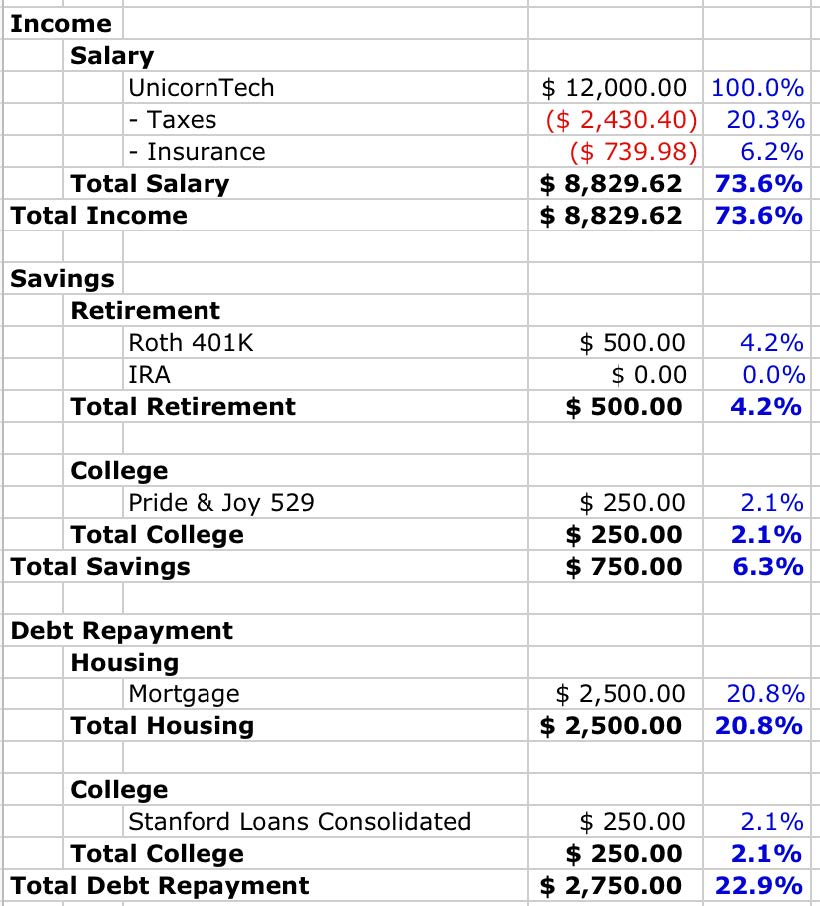 Income
Salary
UnicornTech $ 12,000.00 100.0%
- Taxes ($ 2,430.40) 20.3%
- Insurance ($ 739.98) 6.2%
Total Salary $ 8,829.62 73.6%
Total Income $ 8,829.62 73.6%
Savings
Retirement
Roth 401K $ 500.00 4.2%
IRA $ 0.00 0.0%
Total Retirement $ 500.00 4.2%
College
Pride & Joy 529 $ 250.00 2.1%
Total College $ 250.00 2.1%
Total Savings $ 750.00 6.3%
Debt Repayment
Housing
Mortgage $ 2,500.00 20.8%
Total Housing $ 2,500.00 20.8%
College
Stanford Loans Consolidated $ 250.00 2.1%
Total College $ 250.00 2.1%
Total Debt Repayment $ 2,750.00 22.9%